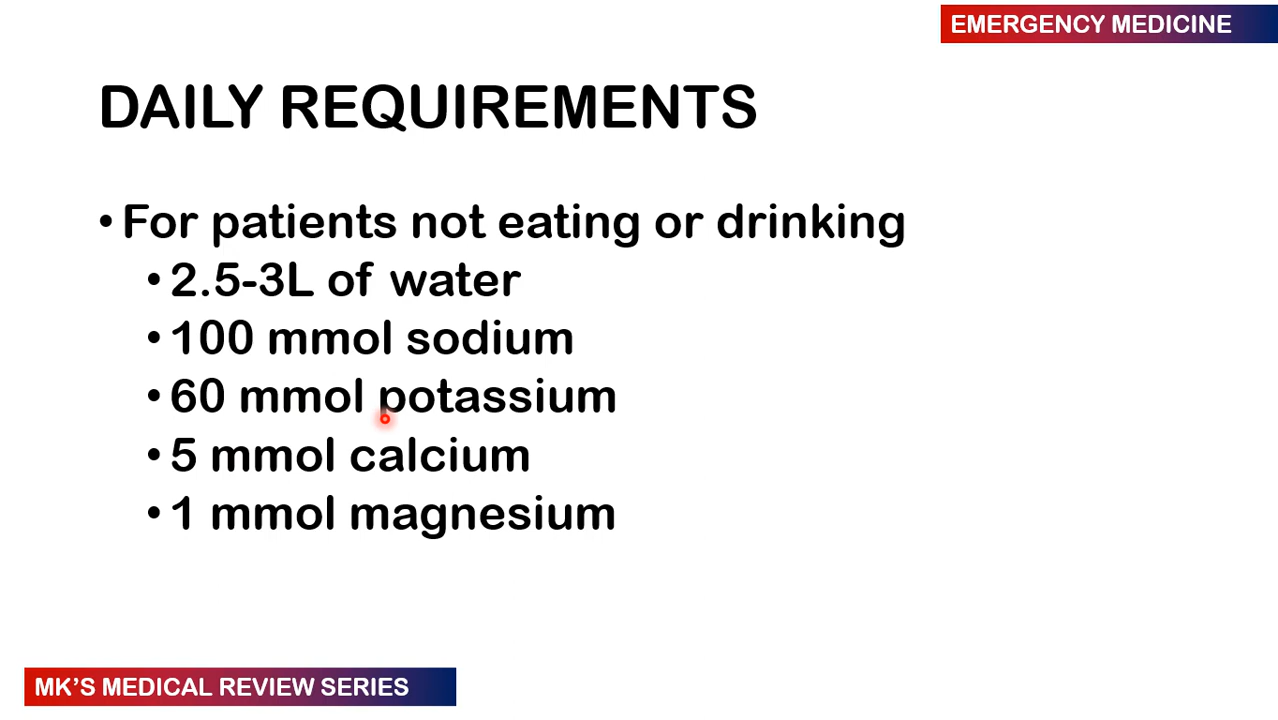 EMERGENCY MEDICINE
DAILY REQUIREMENTS
• For patients not eating or drinking
• 2.5-3L of water
• 100 mmol sodium
• 60 mmol potassium
• 5 mmol calcium
• 1 mmol magnesium
MK’S MEDICAL REVIEW SERIES